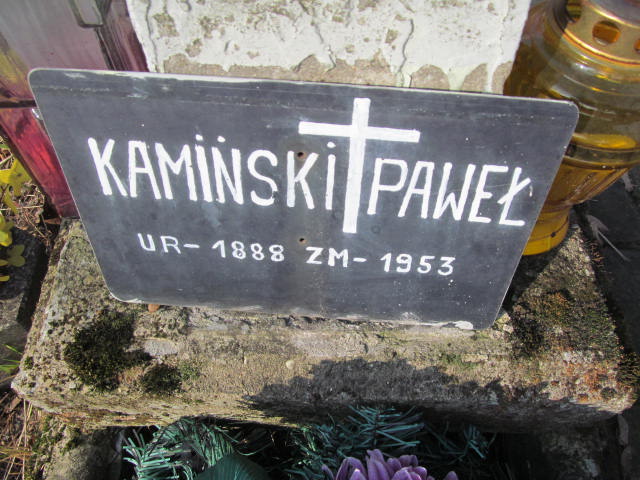 KAMIŃSKI PAWEŁ
UR- 1888 ZM- 1953